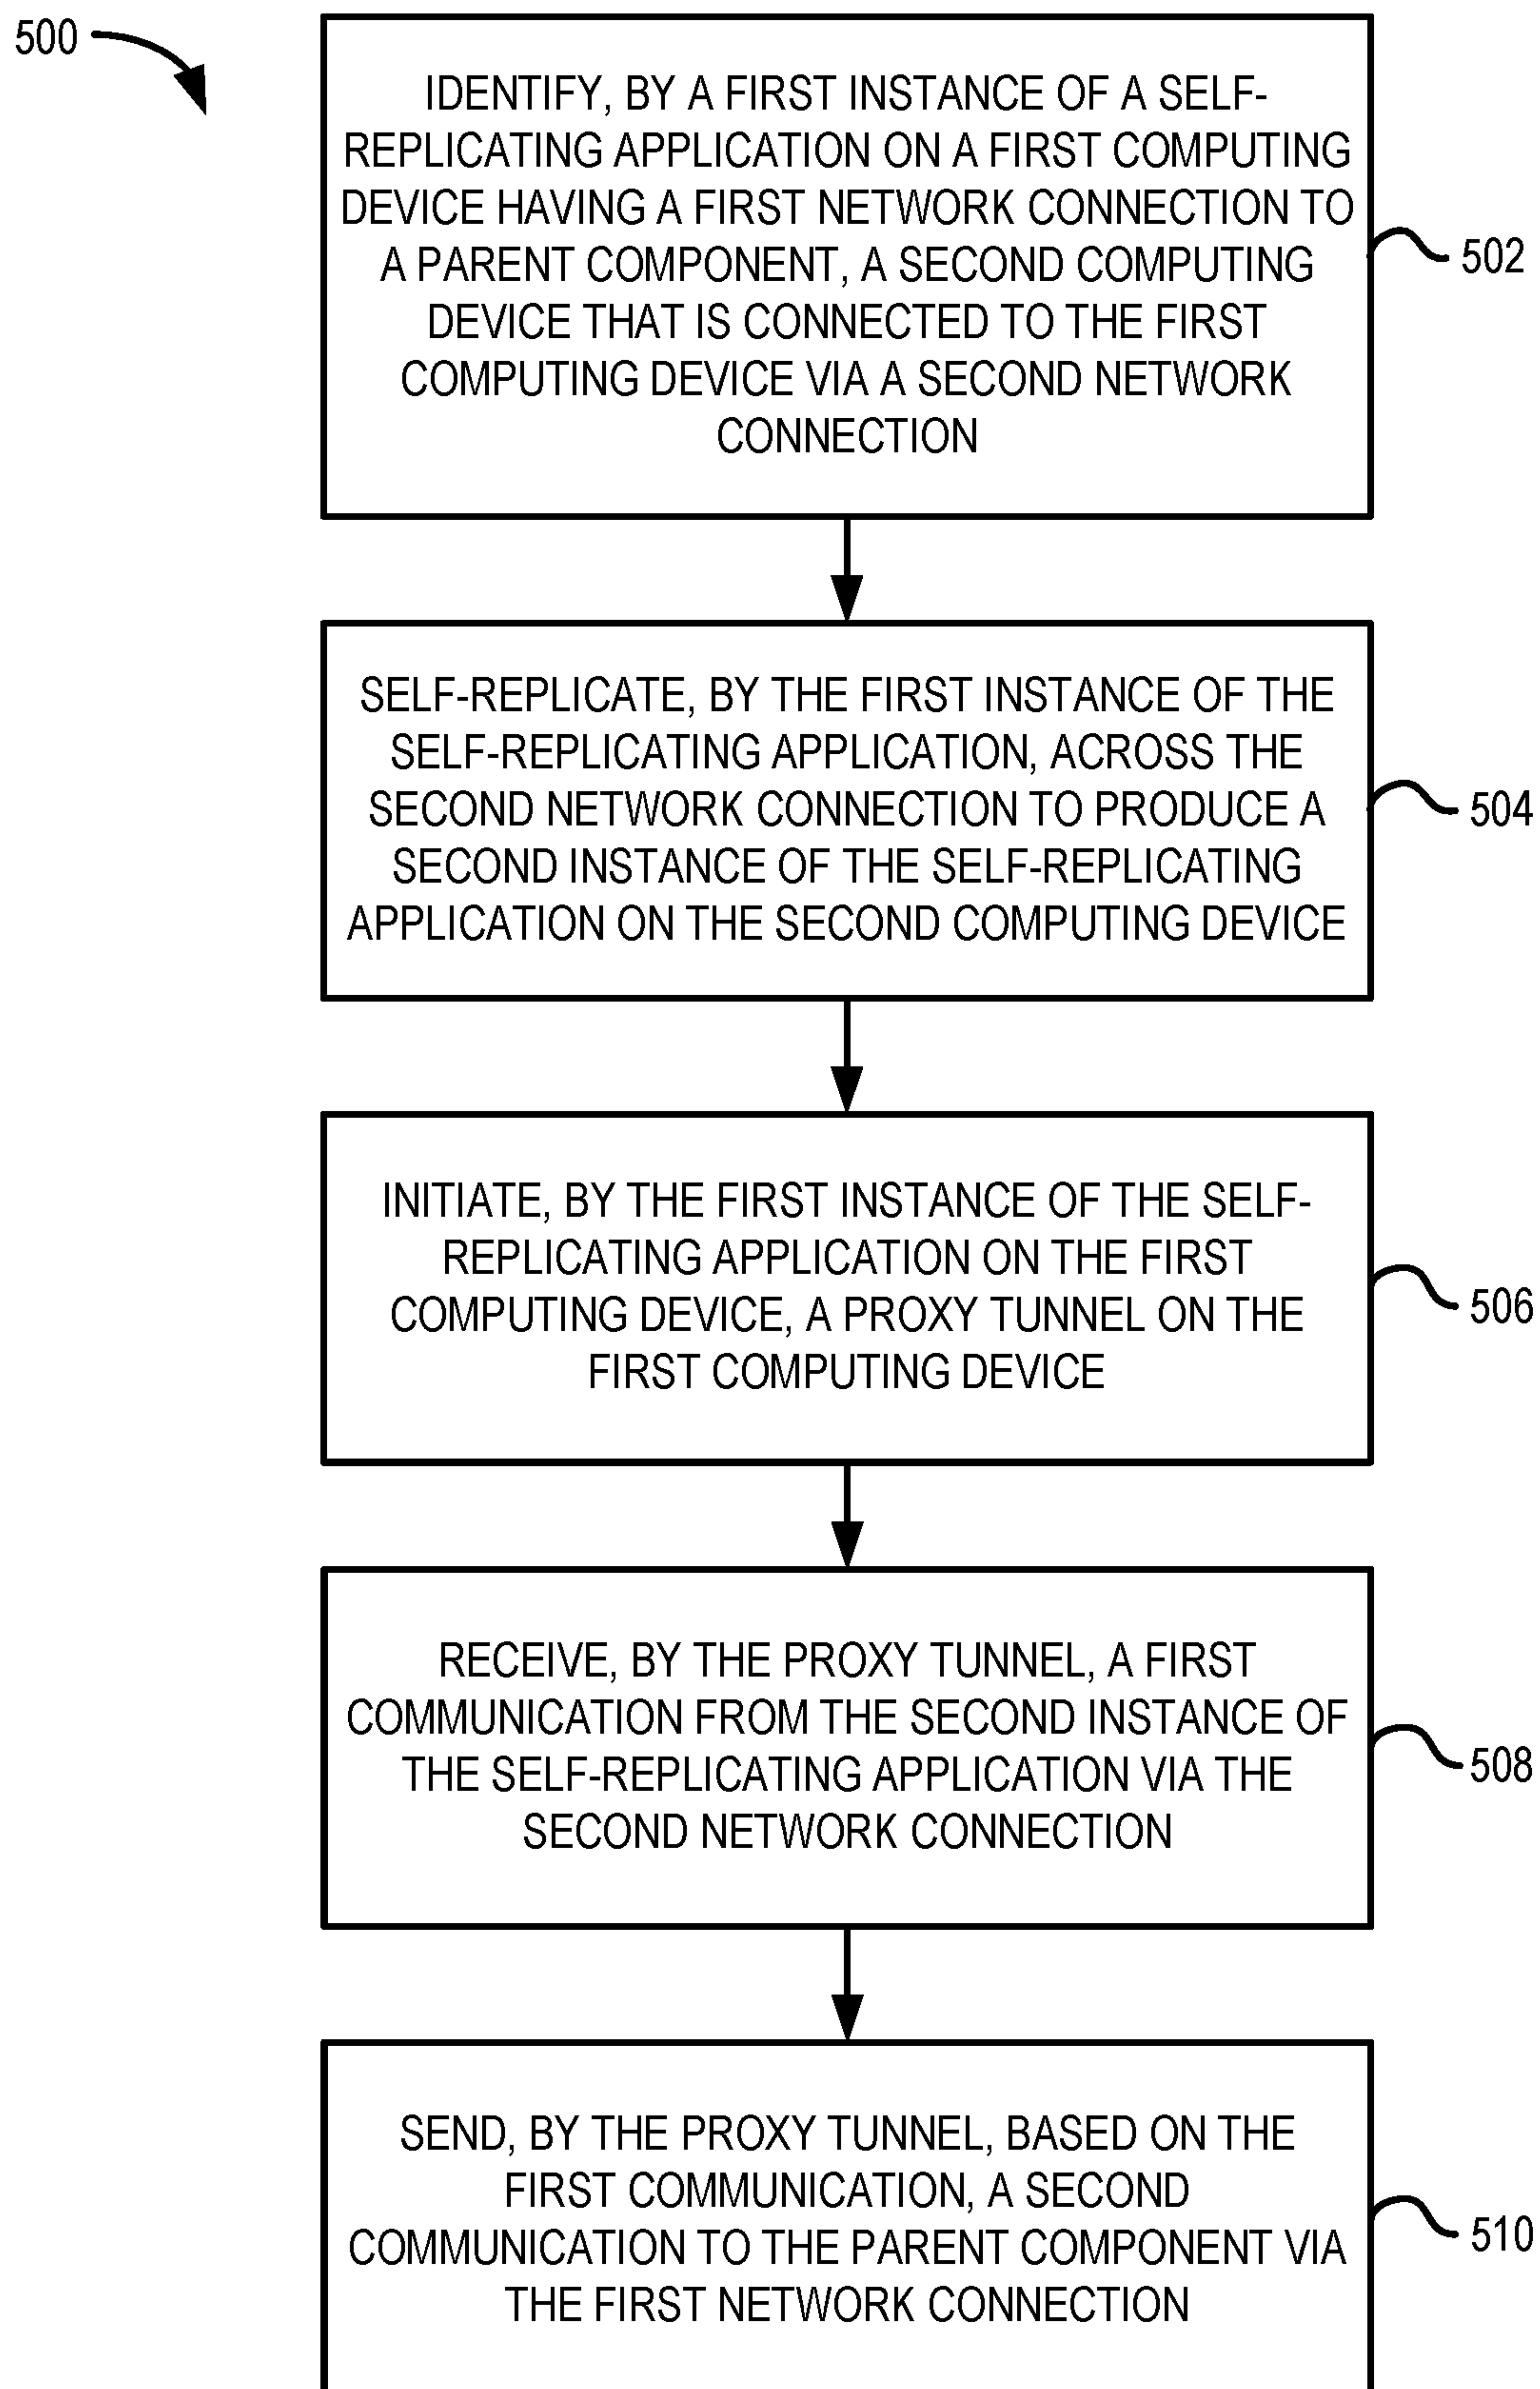 500
IDENTIFY, BY A FIRST INSTANCE OF A SELF-
REPLICATING APPLICATION ON A FIRST COMPUTING
DEVICE HAVING A FIRST NETWORK CONNECTION TO
A PARENT COMPONENT, A SECOND COMPUTING
DEVICE THAT IS CONNECTED TO THE FIRST
COMPUTING DEVICE VIA A SECOND NETWORK
CONNECTION
502
SELF-REPLICATE, BY THE FIRST INSTANCE OF THE
SELF-REPLICATING APPLICATION, ACROSS THE
SECOND NETWORK CONNECTION TO PRODUCE A
SECOND INSTANCE OF THE SELF-REPLICATING
APPLICATION ON THE SECOND COMPUTING DEVICE
504
INITIATE, BY THE FIRST INSTANCE OF THE SELF-
REPLICATING APPLICATION ON THE FIRST
COMPUTING DEVICE, A PROXY TUNNEL ON THE
FIRST COMPUTING DEVICE
506
RECEIVE, BY THE PROXY TUNNEL, A FIRST
COMMUNICATION FROM THE SECOND INSTANCE OF
THE SELF-REPLICATING APPLICATION VIA THE
SECOND NETWORK CONNECTION
508
SEND, BY THE PROXY TUNNEL, BASED ON THE
FIRST COMMUNICATION, A SECOND
COMMUNICATION TO THE PARENT COMPONENT VIA
THE FIRST NETWORK CONNECTION
510